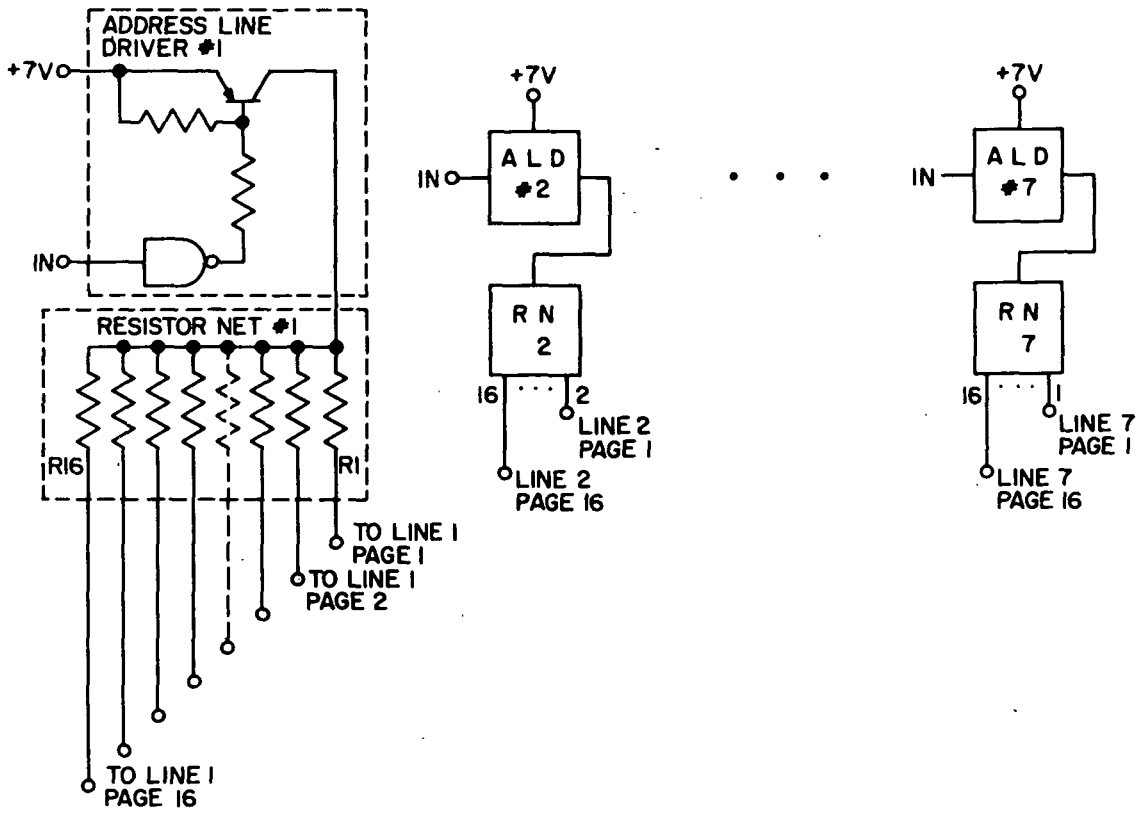 ADDRESS LINE
DRIVER #1
+7V
IN
RESISTOR NET #1
R16
R1
TO LINE 1
PAGE 1
TO LINE 1
PAGE 2
TO LINE 1
PAGE 16
+7V
IN
ALD
#2
RN
2
16
2
LINE 2
PAGE 1
LINE 2
PAGE 16
+7V
IN
ALD
#7
RN
7
16
1
LINE 7
PAGE 1
LINE 7
PAGE 16